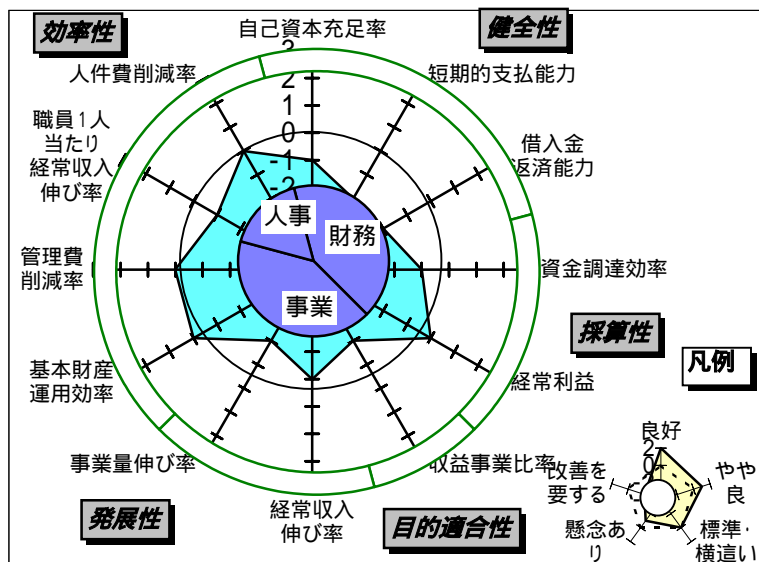 効率性
自己資本充足率
健全性
人件費削減率
短期的支払能力
3
2
1
0
-1
-2
職員1人
当たり
経常収入
伸び率
借入金
返済能力
人事
財務
事業
管理費
削減率
資金調達効率
採算性
凡例
基本財産
運用効率
経常利益
事業量伸び率
収益事業比率
発展性
経常収入
伸び率
目的適合性
良好
2
0
やや
良
改善を
要する
懸念あ
り
標準・
横這い